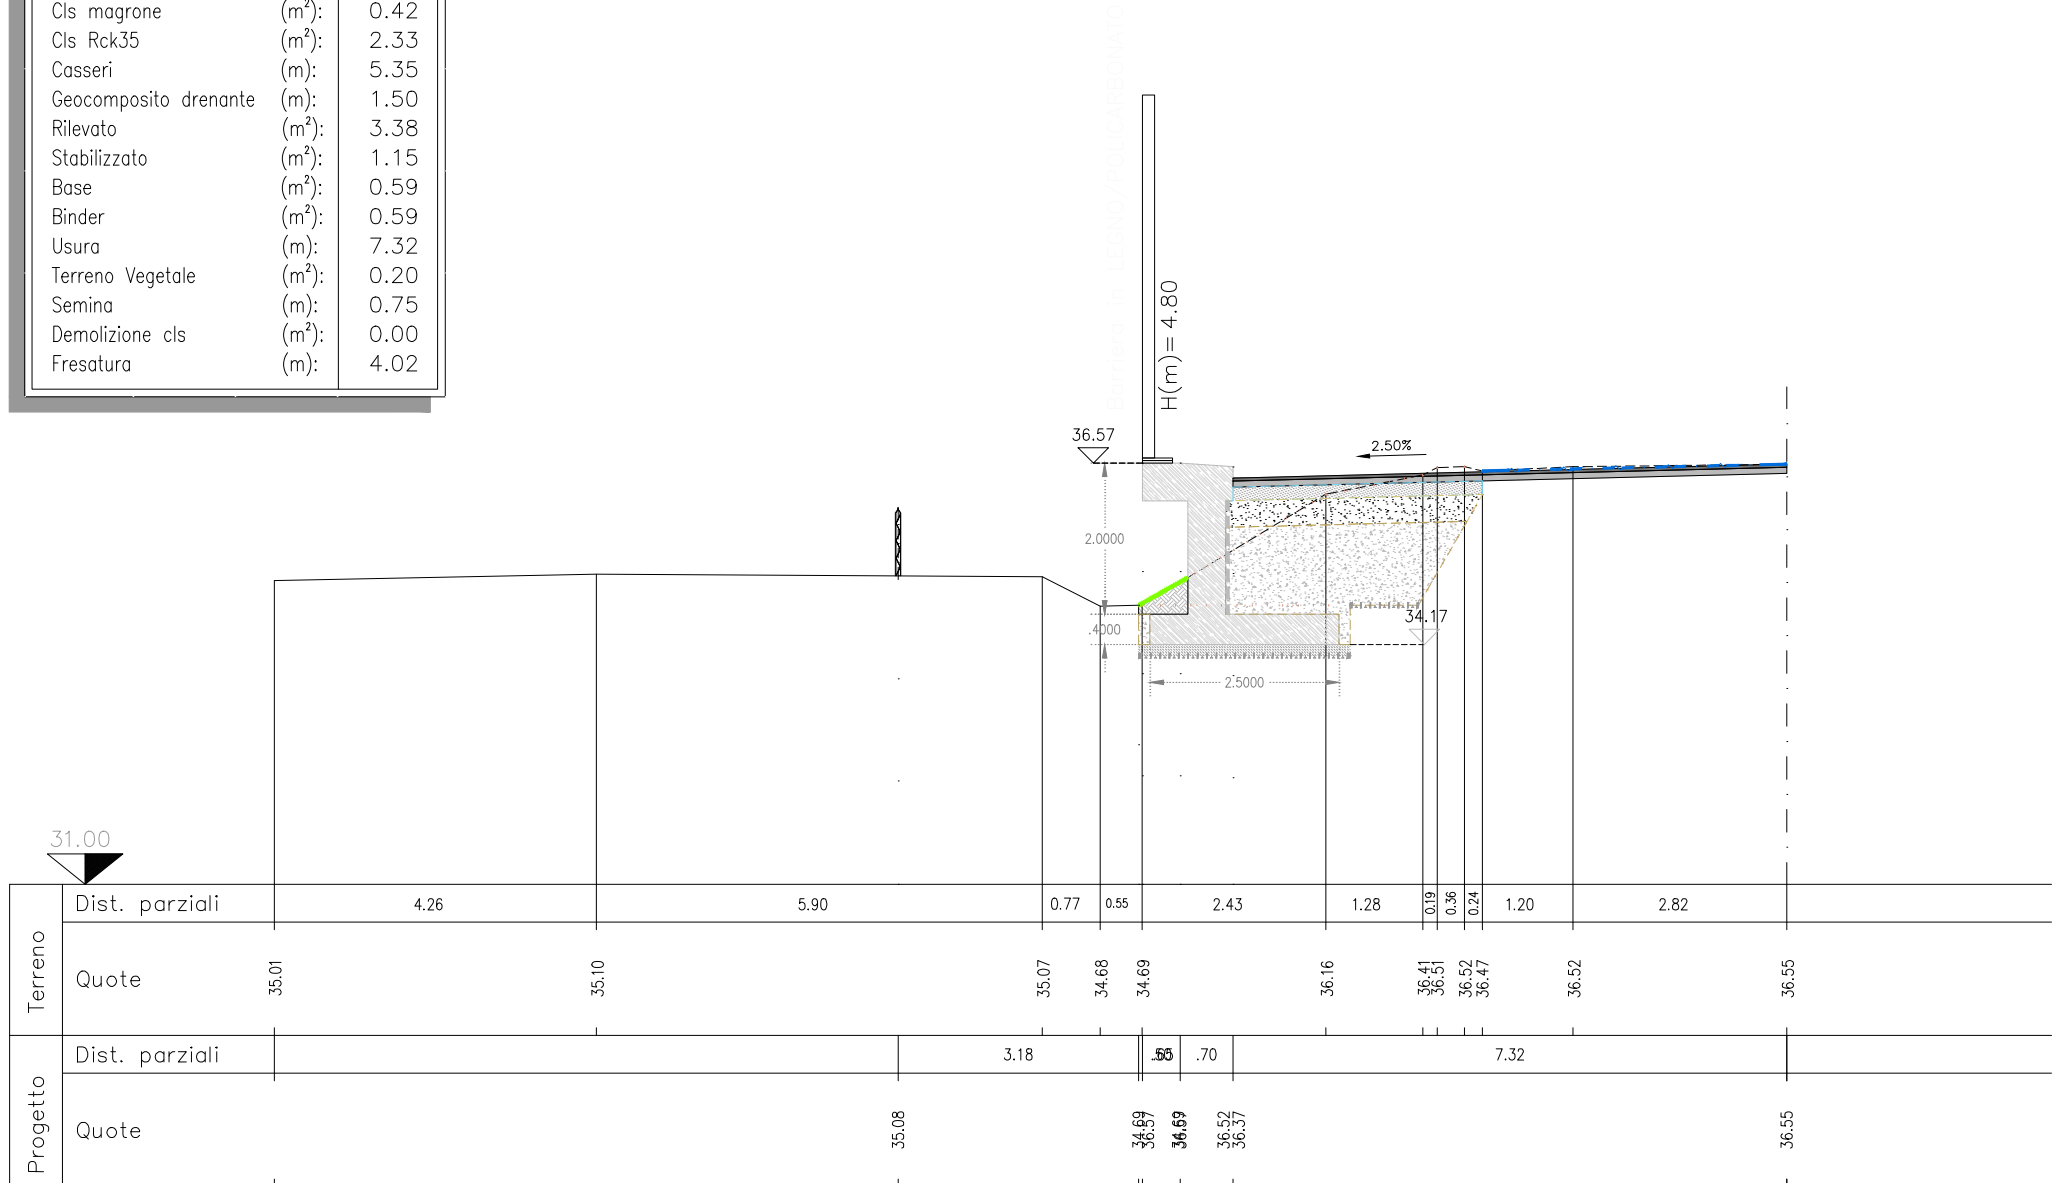 Cls magrone (m²): 0.42
Cls Rck35 (m²): 2.33
Casseri (m): 5.35
Geocomposito drenante (m): 1.50
Rilevato (m²): 3.38
Stabilizzato (m²): 1.15
Base (m²): 0.59
Binder (m²): 0.59
Usura (m): 7.32
Terreno Vegetale (m²): 0.20
Semina (m): 0.75
Demolizione cls (m²): 0.00
Fresatura (m): 4.02
H(m)= 4.80
36.57
2.50%
2.0000
.4000
34.17
2.5000
31.00
Terreno
Dist. parziali 4.26 5.90 0.77 0.55 2.43 1.28 0.19 0.36 0.24 1.20 2.82
Quote 35.01 35.10 35.07 34.68 34.69 36.16 36.41 36.51 36.52 36.47 36.52 36.55
Progetto
Dist. parziali 3.18 .70 7.32
Quote 35.08 34.69 36.57 36.52 36.37 36.55